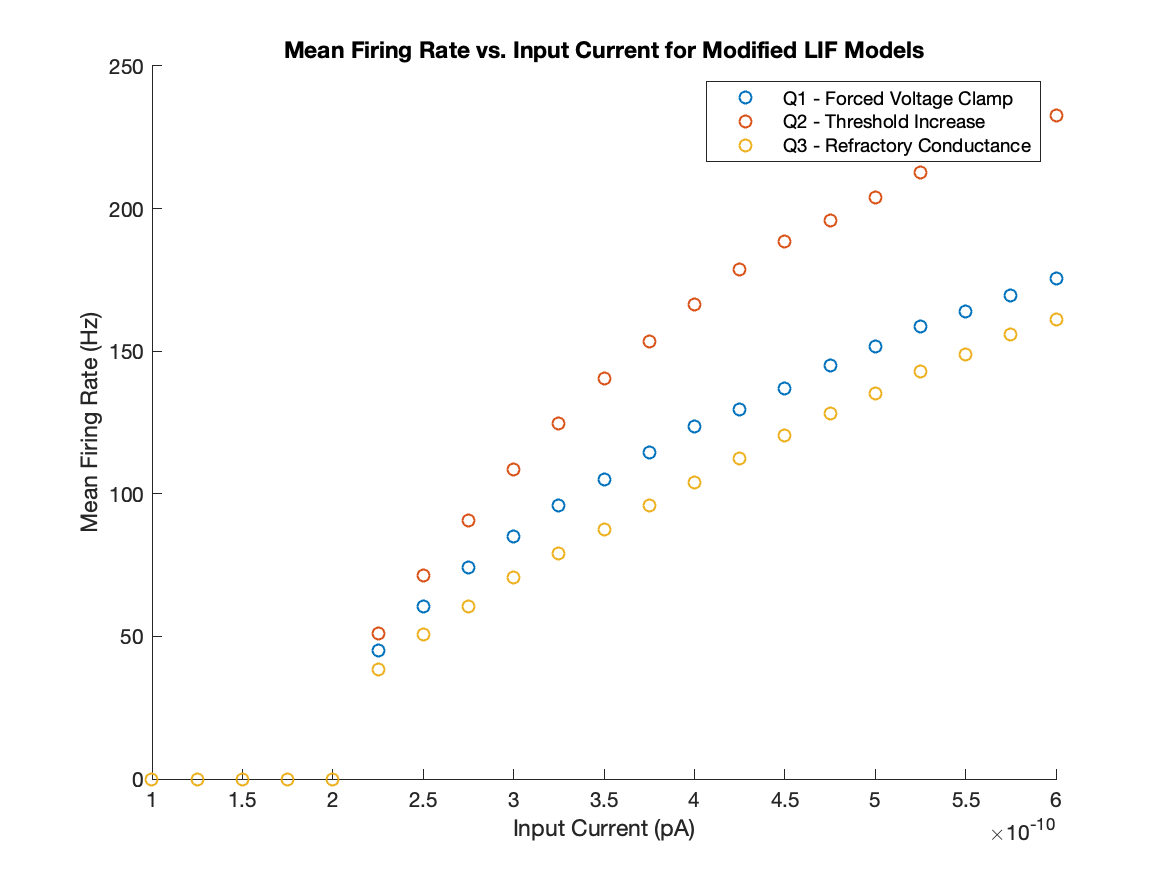 Mean Firing Rate vs. Input Current for Modified LIF Models
250
200
150
100
50
0
Mean Firing Rate (Hz)
Q1 - Forced Voltage Clamp
Q2 - Threshold Increase
Q3 - Refractory Conductance
1 1.5 2 2.5 3 3.5 4 4.5 5 5.5 6
Input Current (pA)
×10-10